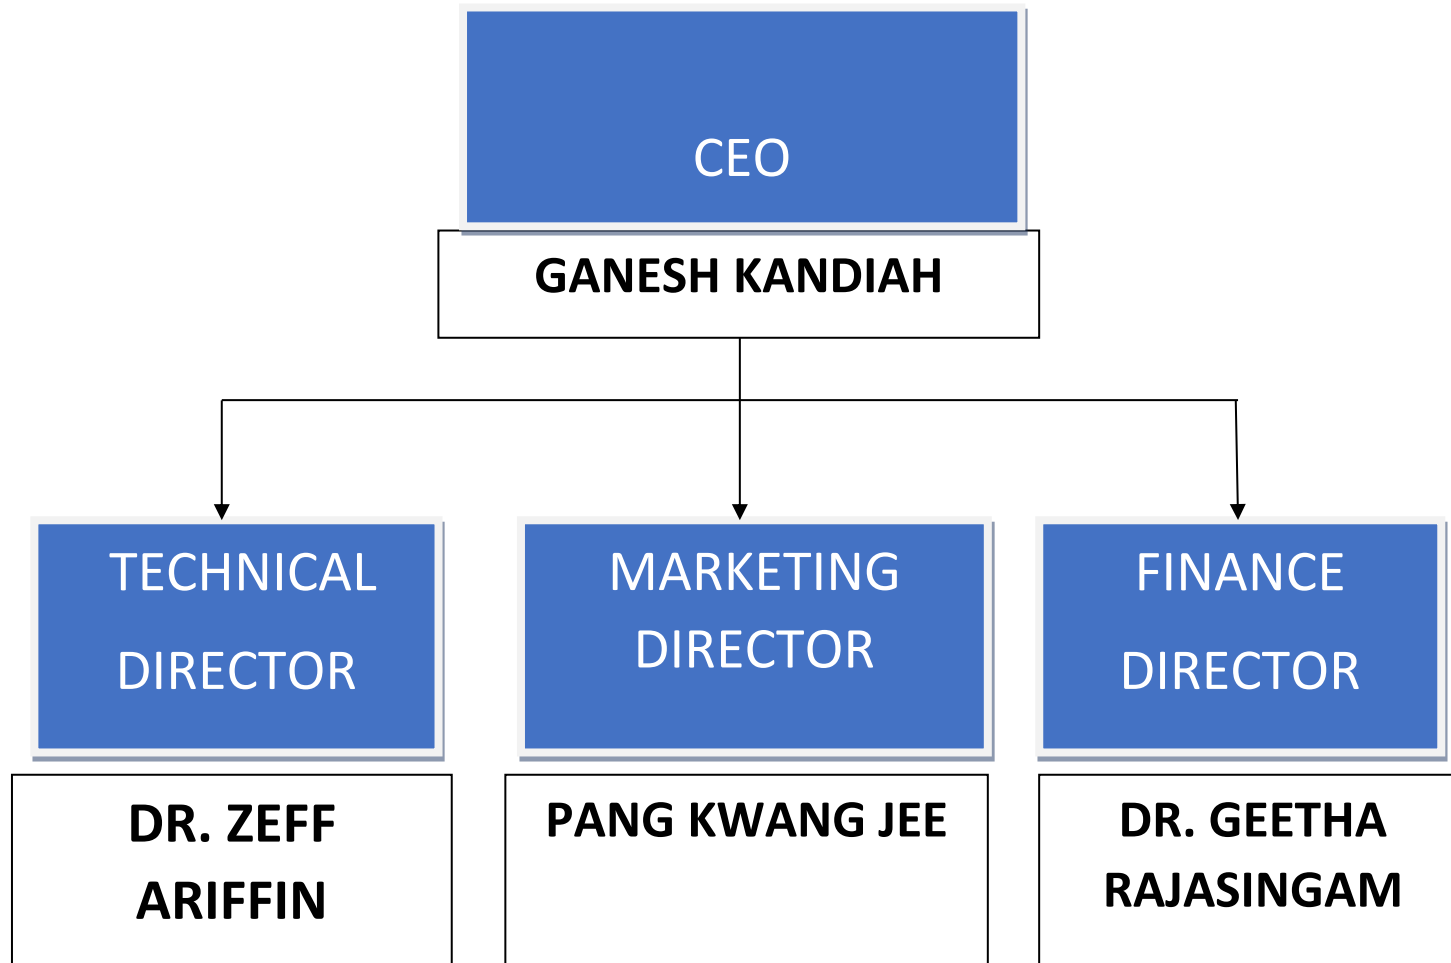 CEO
GANESH KANDIAH
TECHNICAL
DIRECTOR
MARKETING
DIRECTOR
FINANCE
DIRECTOR
DR. ZEFF
ARIFFIN
PANG KWANG JEE
DR. GEETHA
RAJASINGAM